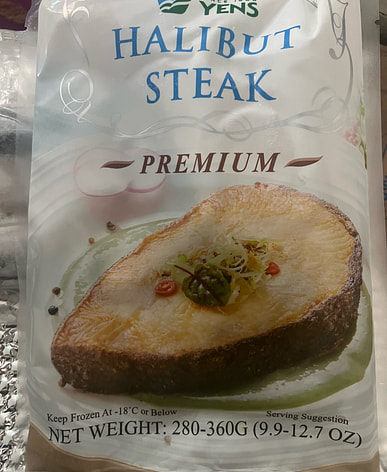 YENS
HALIBUT
STEAK
PREMIUM
Keep Frozen At -18°C or Below
Serving Suggestion
NET WEIGHT: 280-360G (9.9-12.7 OZ)